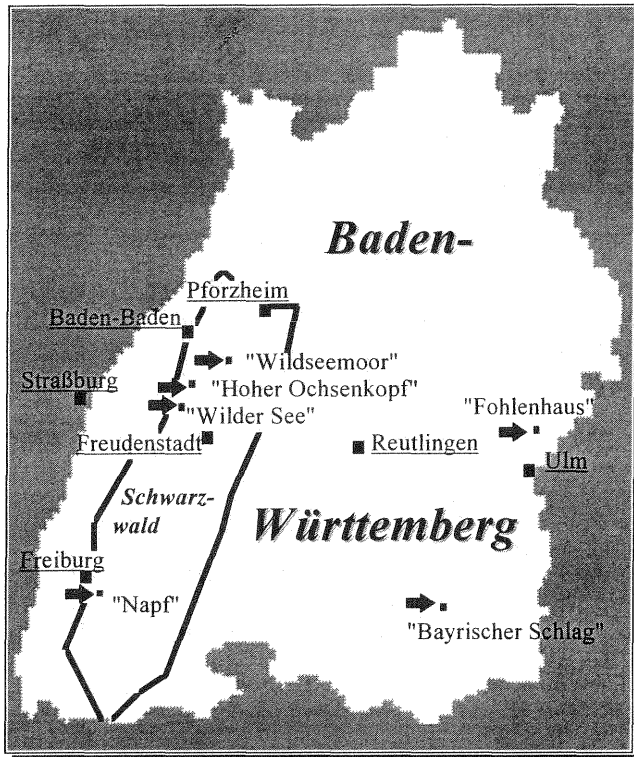 Baden-
Pforzheim
Baden-Baden
"Wildseemoor"
Straßburg
"Hoher Ochsenkopf"
"Wilder See"
"Fohlenhaus"
Freudenstadt
Reutlingen
Ulm
Schwarz-
wald
Württemberg
Freiburg
"Napf"
"Bayrischer Schlag"